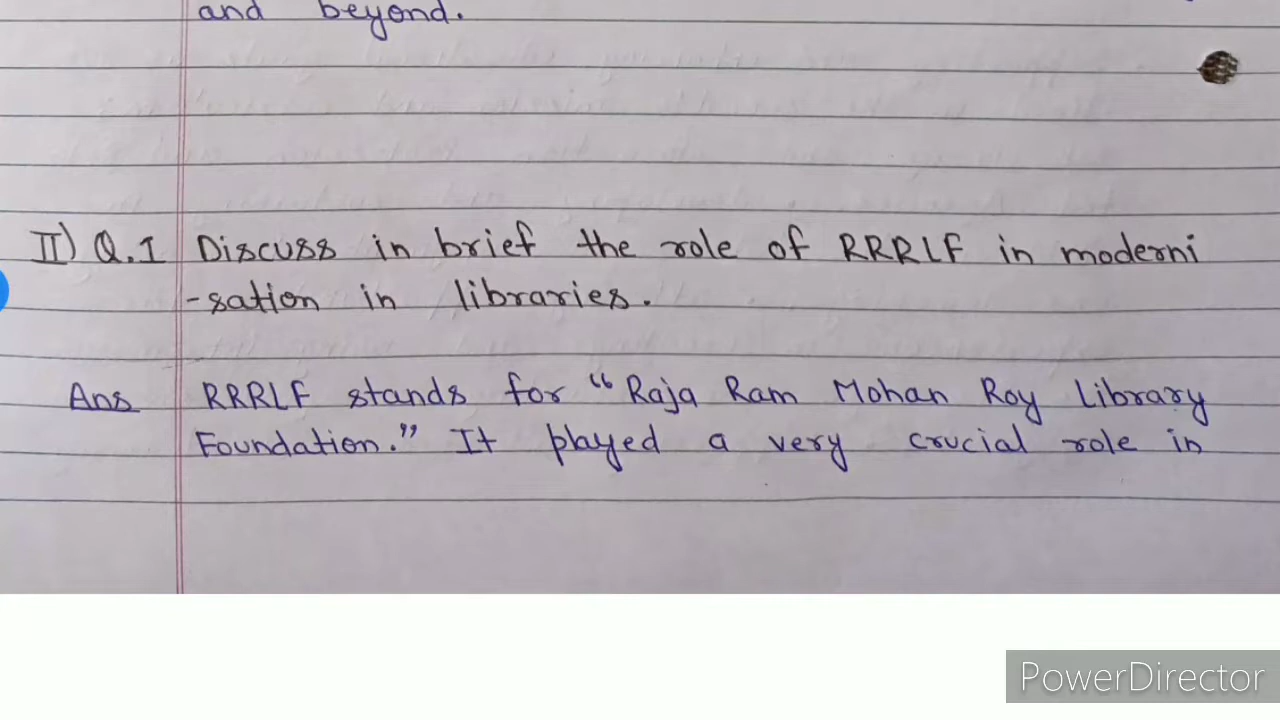 and beyond.
II) Q.1 Discuss in brief the role of RRRLF in moderni
-sation in libraries.
Ans RRRLF stands for "Raja Ram Mohan Roy Library
Foundation." It played a very crucial role in
PowerDirector